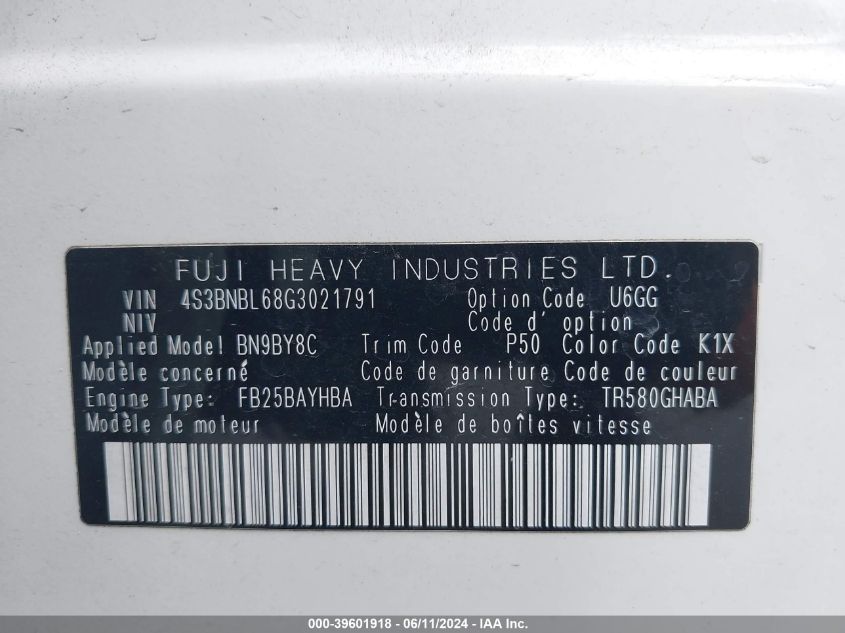 FUJI HEAVY INDUSTRIES LTD.
VIN 4S3BNBL68G3021791 Option Code U6GG
NIV Code d' option
Applied Model BN9BY8C Trim Code P50 Color Code K1X
Modèle concerné Code de garniture Code de couleur
Engine Type: FB25BAYHBA Transmission Type: TR580GHABA
Modèle de moteur Modèle de boîtes vitesse
000-39601918 - 06/11/2024 - IAA Inc.